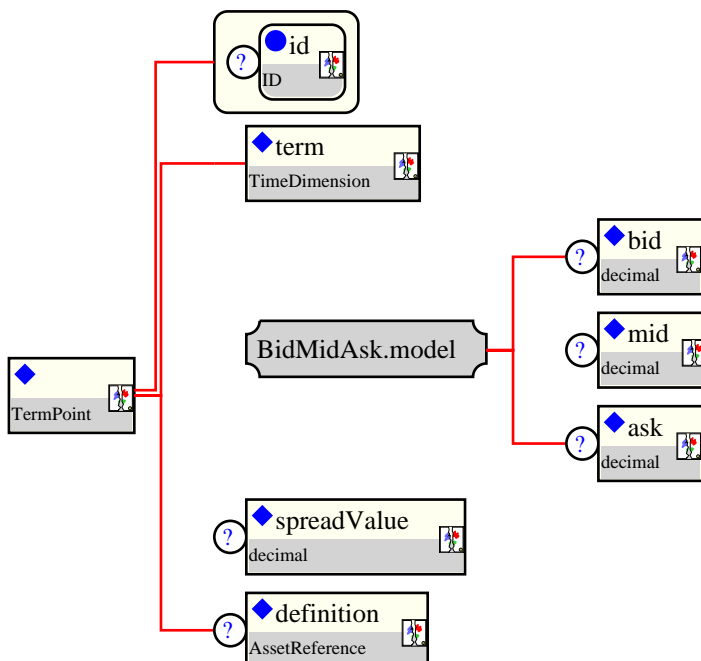 ?
id
ID
term
TimeDimension
?
bid
decimal
BidMidAsk.model
?
mid
decimal
TermPoint
?
ask
decimal
?
spreadValue
decimal
?
definition
AssetReference